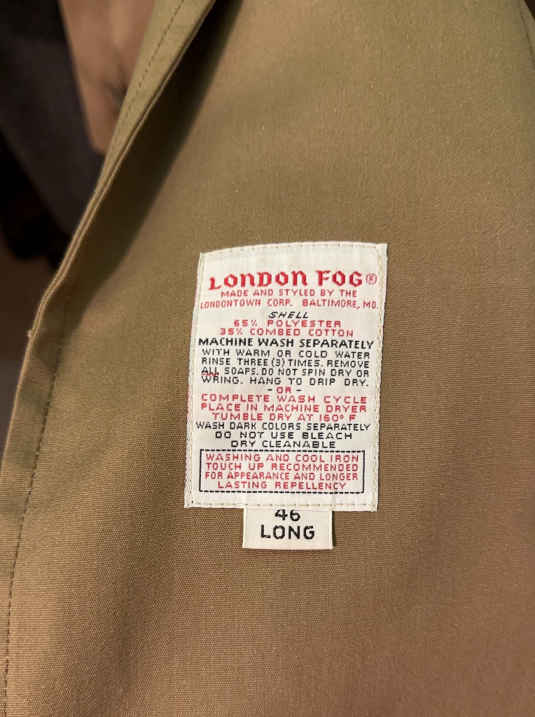 LONDON FOG®
MADE AND STYLED BY THE
LONDONTOWN CORP. BALTIMORE, MD.
SHELL
65% POLYESTER
35% COMBED COTTON
MACHINE WASH SEPARATELY
WITH WARM OR COLD WATER
RINSE THREE (3) TIMES. REMOVE
ALL SOAPS. DO NOT SPIN DRY OR
WRING. HANG TO DRIP DRY.
- OR -
COMPLETE WASH CYCLE
PLACE IN MACHINE DRYER
TUMBLE DRY AT 160° F
WASH DARK COLORS SEPARATELY
DO NOT USE BLEACH
DRY CLEANABLE
WASHING AND COOL IRON
TOUCH UP RECOMMENDED
FOR APPEARANCE AND LONGER
LASTING REPELLENCY
46
LONG